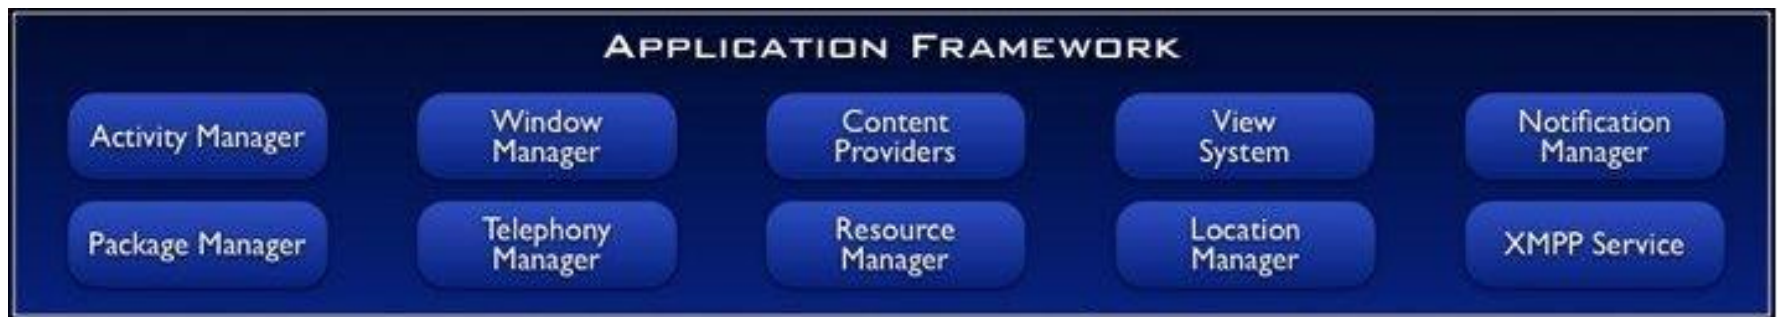 APPLICATION FRAMEWORK
Activity Manager
Window
Manager
Content
Providers
View
System
Notification
Manager
Package Manager
Telephony
Manager
Resource
Manager
Location
Manager
XMPP Service